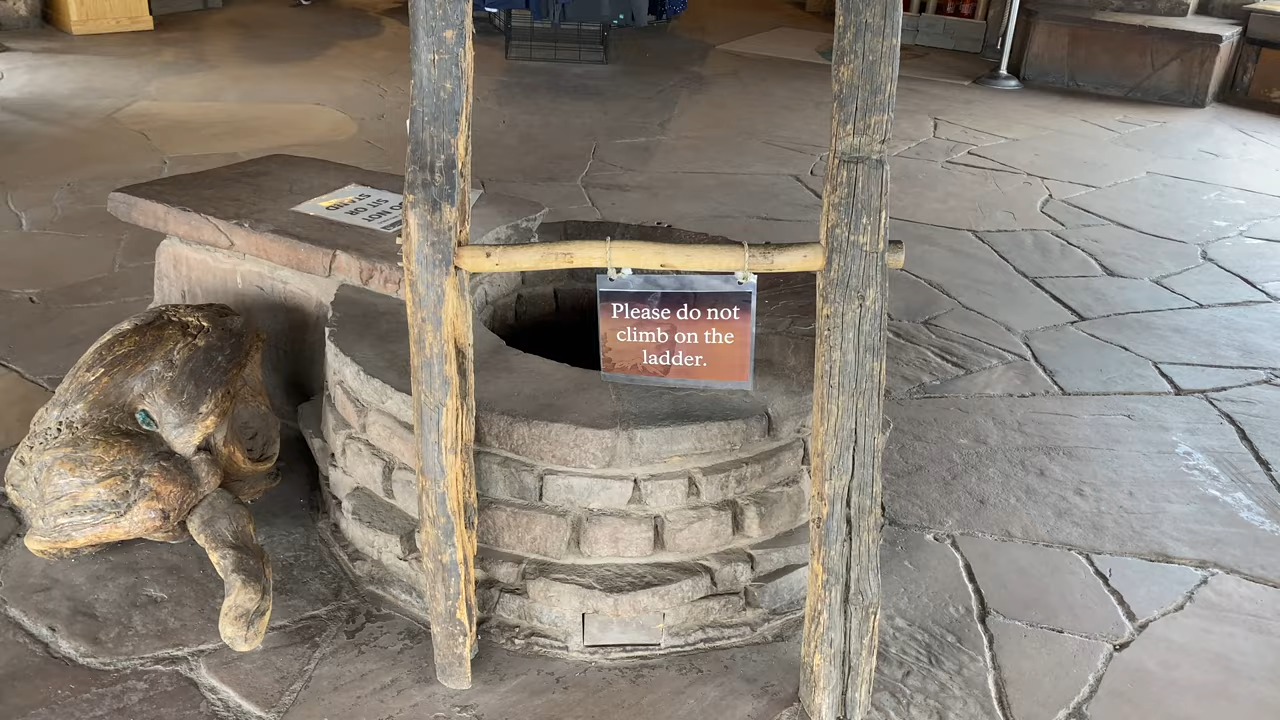 DO NOT
SIT OR
STAND
Please do not
climb on the
ladder.